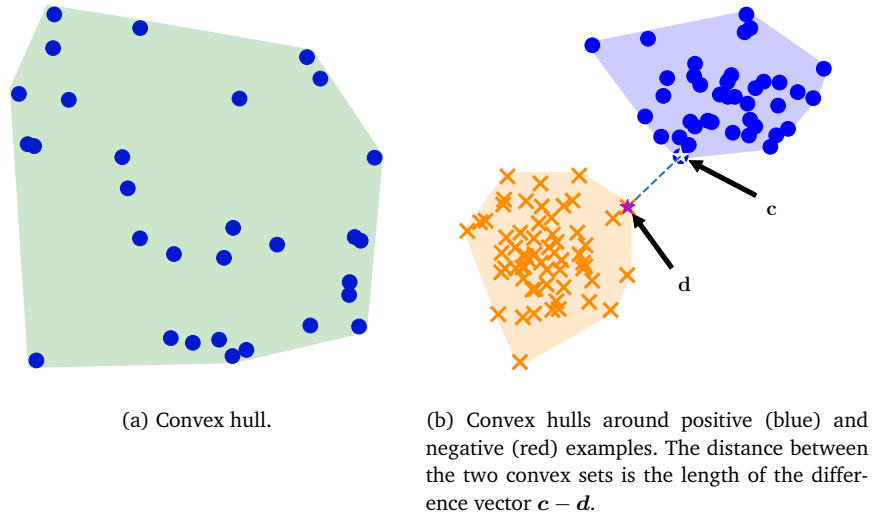 c
d
(a) Convex hull.
(b) Convex hulls around positive (blue) and
negative (red) examples. The distance between
the two convex sets is the length of the differ-
ence vector c − d.